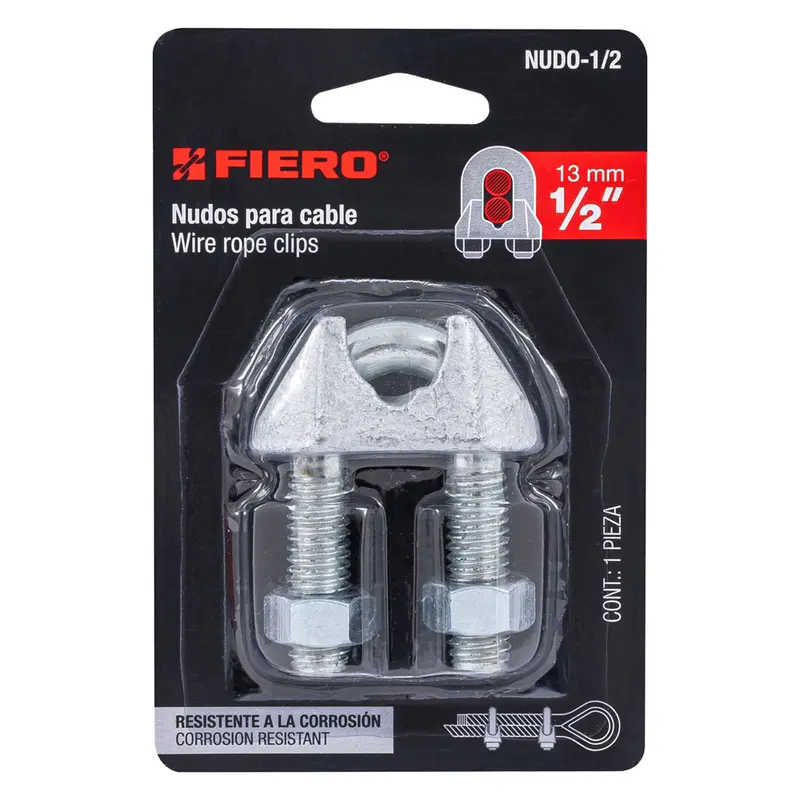 NUDO-1/2
FIERO®
Nudos para cable
Wire rope clips
13 mm
1/2"
CONT.: 1 PIEZA
RESISTENTE A LA CORROSIÓN
CORROSION RESISTANT